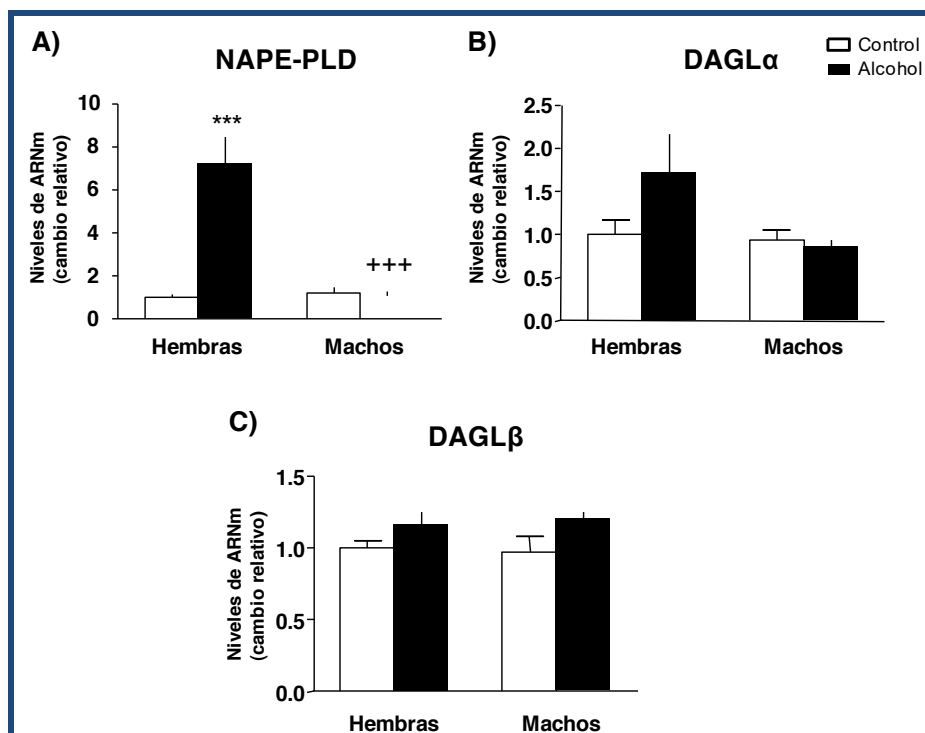 A)
NAPE-PLD
Niveles de ARNm
(cambio relativo)
10
8
6
4
2
0
***
+++
Hembras
Machos
B)
DAGLα
Control
Alcohol
Niveles de ARNm
(cambio relativo)
2.5
2.0
1.5
1.0
0.5
0.0
Hembras
Machos
C)
DAGLβ
Niveles de ARNm
(cambio relativo)
1.5
1.0
0.5
0.0
Hembras
Machos